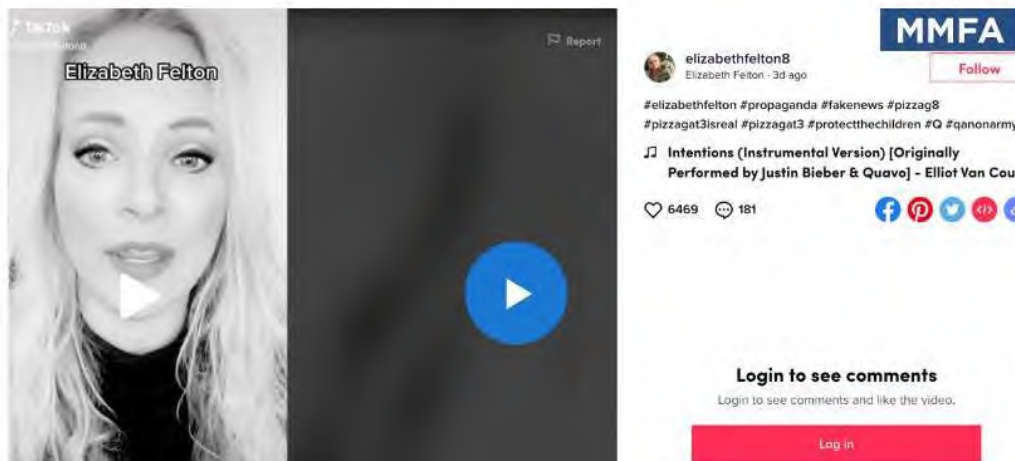 TikTok
Elizabeth Felton
Report
MMFA
elizabethfelton8
Elizabeth Felton · 3d ago
Follow
#elizabethfelton #propaganda #fakenews #pizzag8
#pizzagat3isreal #pizzagat3 #protectthechildren #Q #qanonarmy
Intentions (Instrumental Version) [Originally
Performed by Justin Bieber & Quavo] - Elliot Van Cou
6469
181
Login to see comments
Login to see comments and like the video.
Log in